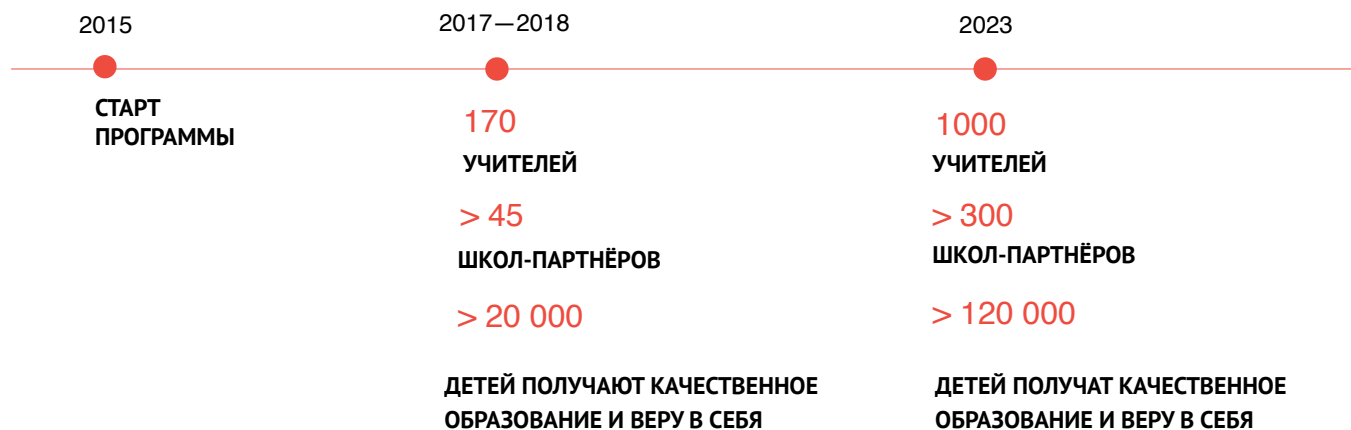 2015
СТАРТ
ПРОГРАММЫ
2017—2018
170
УЧИТЕЛЕЙ
> 45
ШКОЛ-ПАРТНЁРОВ
> 20 000
ДЕТЕЙ ПОЛУЧАЮТ КАЧЕСТВЕННОЕ
ОБРАЗОВАНИЕ И ВЕРУ В СЕБЯ
2023
1000
УЧИТЕЛЕЙ
> 300
ШКОЛ-ПАРТНЁРОВ
> 120 000
ДЕТЕЙ ПОЛУЧАТ КАЧЕСТВЕННОЕ
ОБРАЗОВАНИЕ И ВЕРУ В СЕБЯ